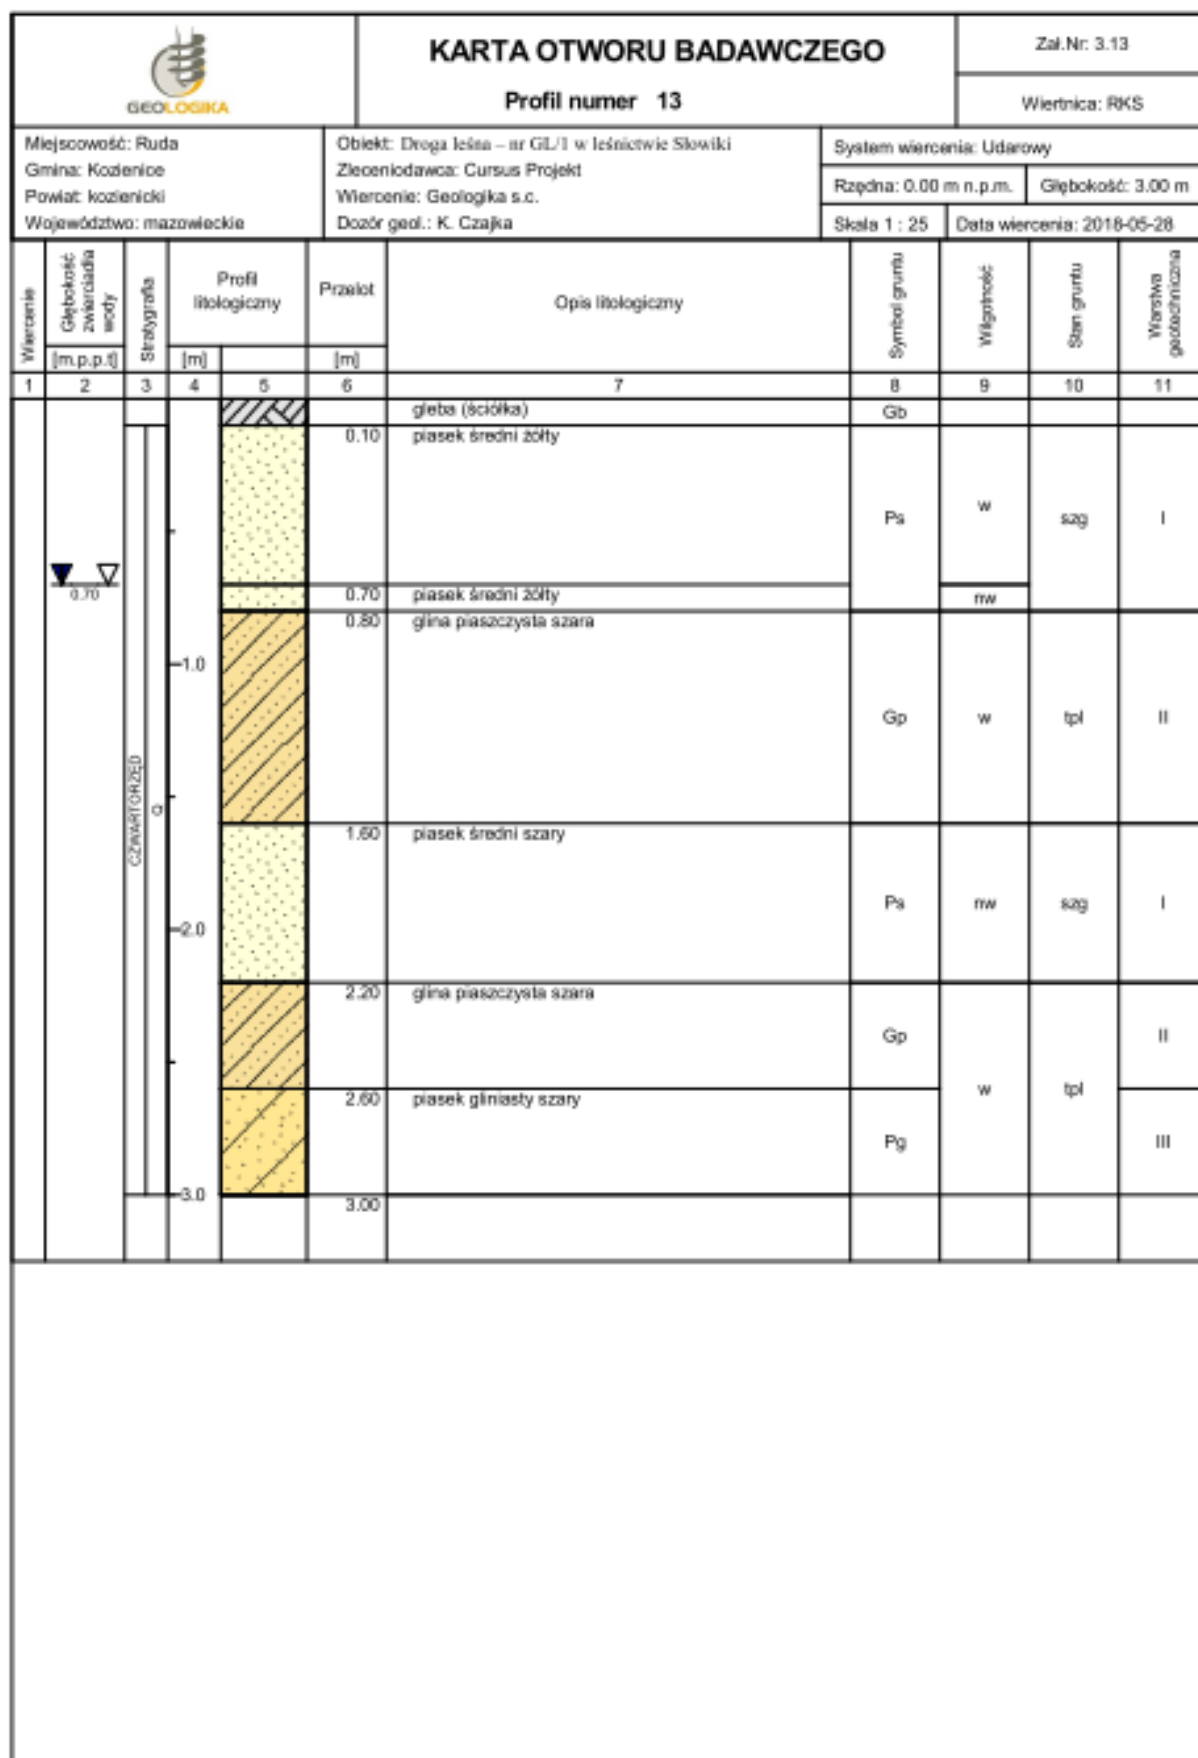 GEOLOGIKA
KARTA OTWORU BADAWCZEGO
Profil numer 13
Zał.Nr: 3.13
Wiertnica: RKS
Miejscowość: Ruda
Gmina: Kozienice
Powiat: kozienicki
Województwo: mazowieckie
Obiekt: Droga leśna – nr GL/1 w leśnictwie Słowiki
Zleceniodawca: Cursus Projekt
Wiercenie: Geologika s.c.
Dozór geol.: K. Czajka
System wiercenia: Udarowy
Rzędna: 0.00 m n.p.m. Głębokość: 3.00 m
Skala 1 : 25 Data wiercenia: 2018-05-28
Wiercenie
Głębokość
zwierciadła
wody
[m.p.p.t]
Stratygrafia
Profil
litologiczny
[m]
Przelot
[m]
Opis litologiczny
Symbol gruntu
Wilgotność
Stan gruntu
Warstwa
geotechniczna
1 2 3 4 5 6 7 8 9 10 11
gleba (ściółka) Gb
0.10 piasek średni żółty
Ps w szg I
0.70
0.70 piasek średni żółty nw
0.80 glina piaszczysta szara
1.0
Gp w tpl II
CZWARTORZĘD
Q
1.60 piasek średni szary
Ps nw szg I
2.0
2.20 glina piaszczysta szara
Gp II
w tpl
2.60 piasek gliniasty szary
Pg III
3.0
3.00